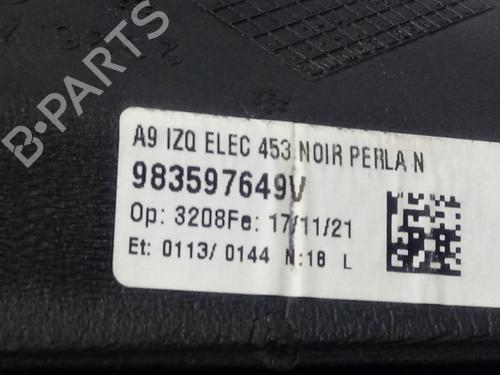 B-PARTS
A9 IZQ ELEC 453 NOIR PERLA N
983597649V
Op: 3208Fe: 17/11/21
Et: 0113/ 0144 N:18 L